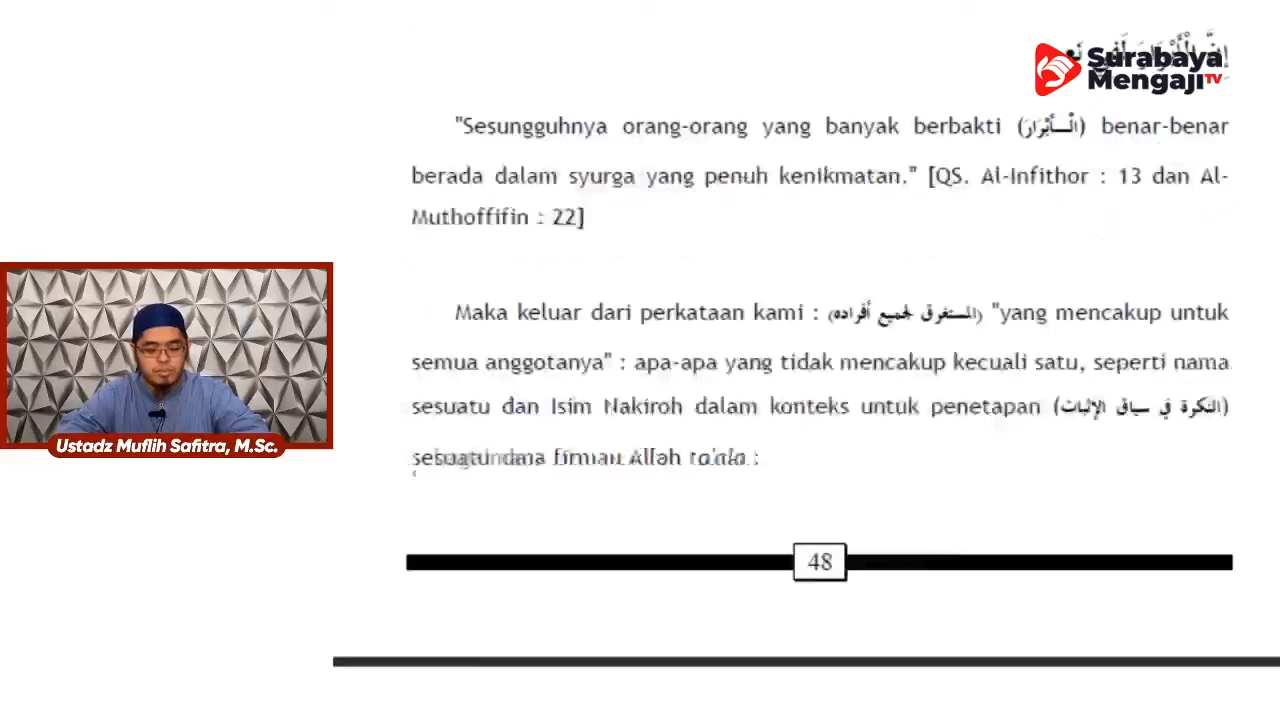 إِنَّ الْأَبْرَارَ لَفِي
Surabaya
Mengaji TV
"Sesungguhnya orang-orang yang banyak berbakti (الْأَبْرَارَ) benar-benar
berada dalam syurga yang penuh kenikmatan." [QS. Al-Infithor : 13 dan Al-
Muthoffifin : 22]
Maka keluar dari perkataan kami : (المستغرق لجميع أفراده) "yang mencakup untuk
semua anggotanya" : apa-apa yang tidak mencakup kecuali satu, seperti nama
sesuatu dan Isim Nakiroh dalam konteks untuk penetapan (النكرة في سياق الإثبات)
firman Allah ta'ala :
48
Ustadz Muflih Safitra, M.Sc.